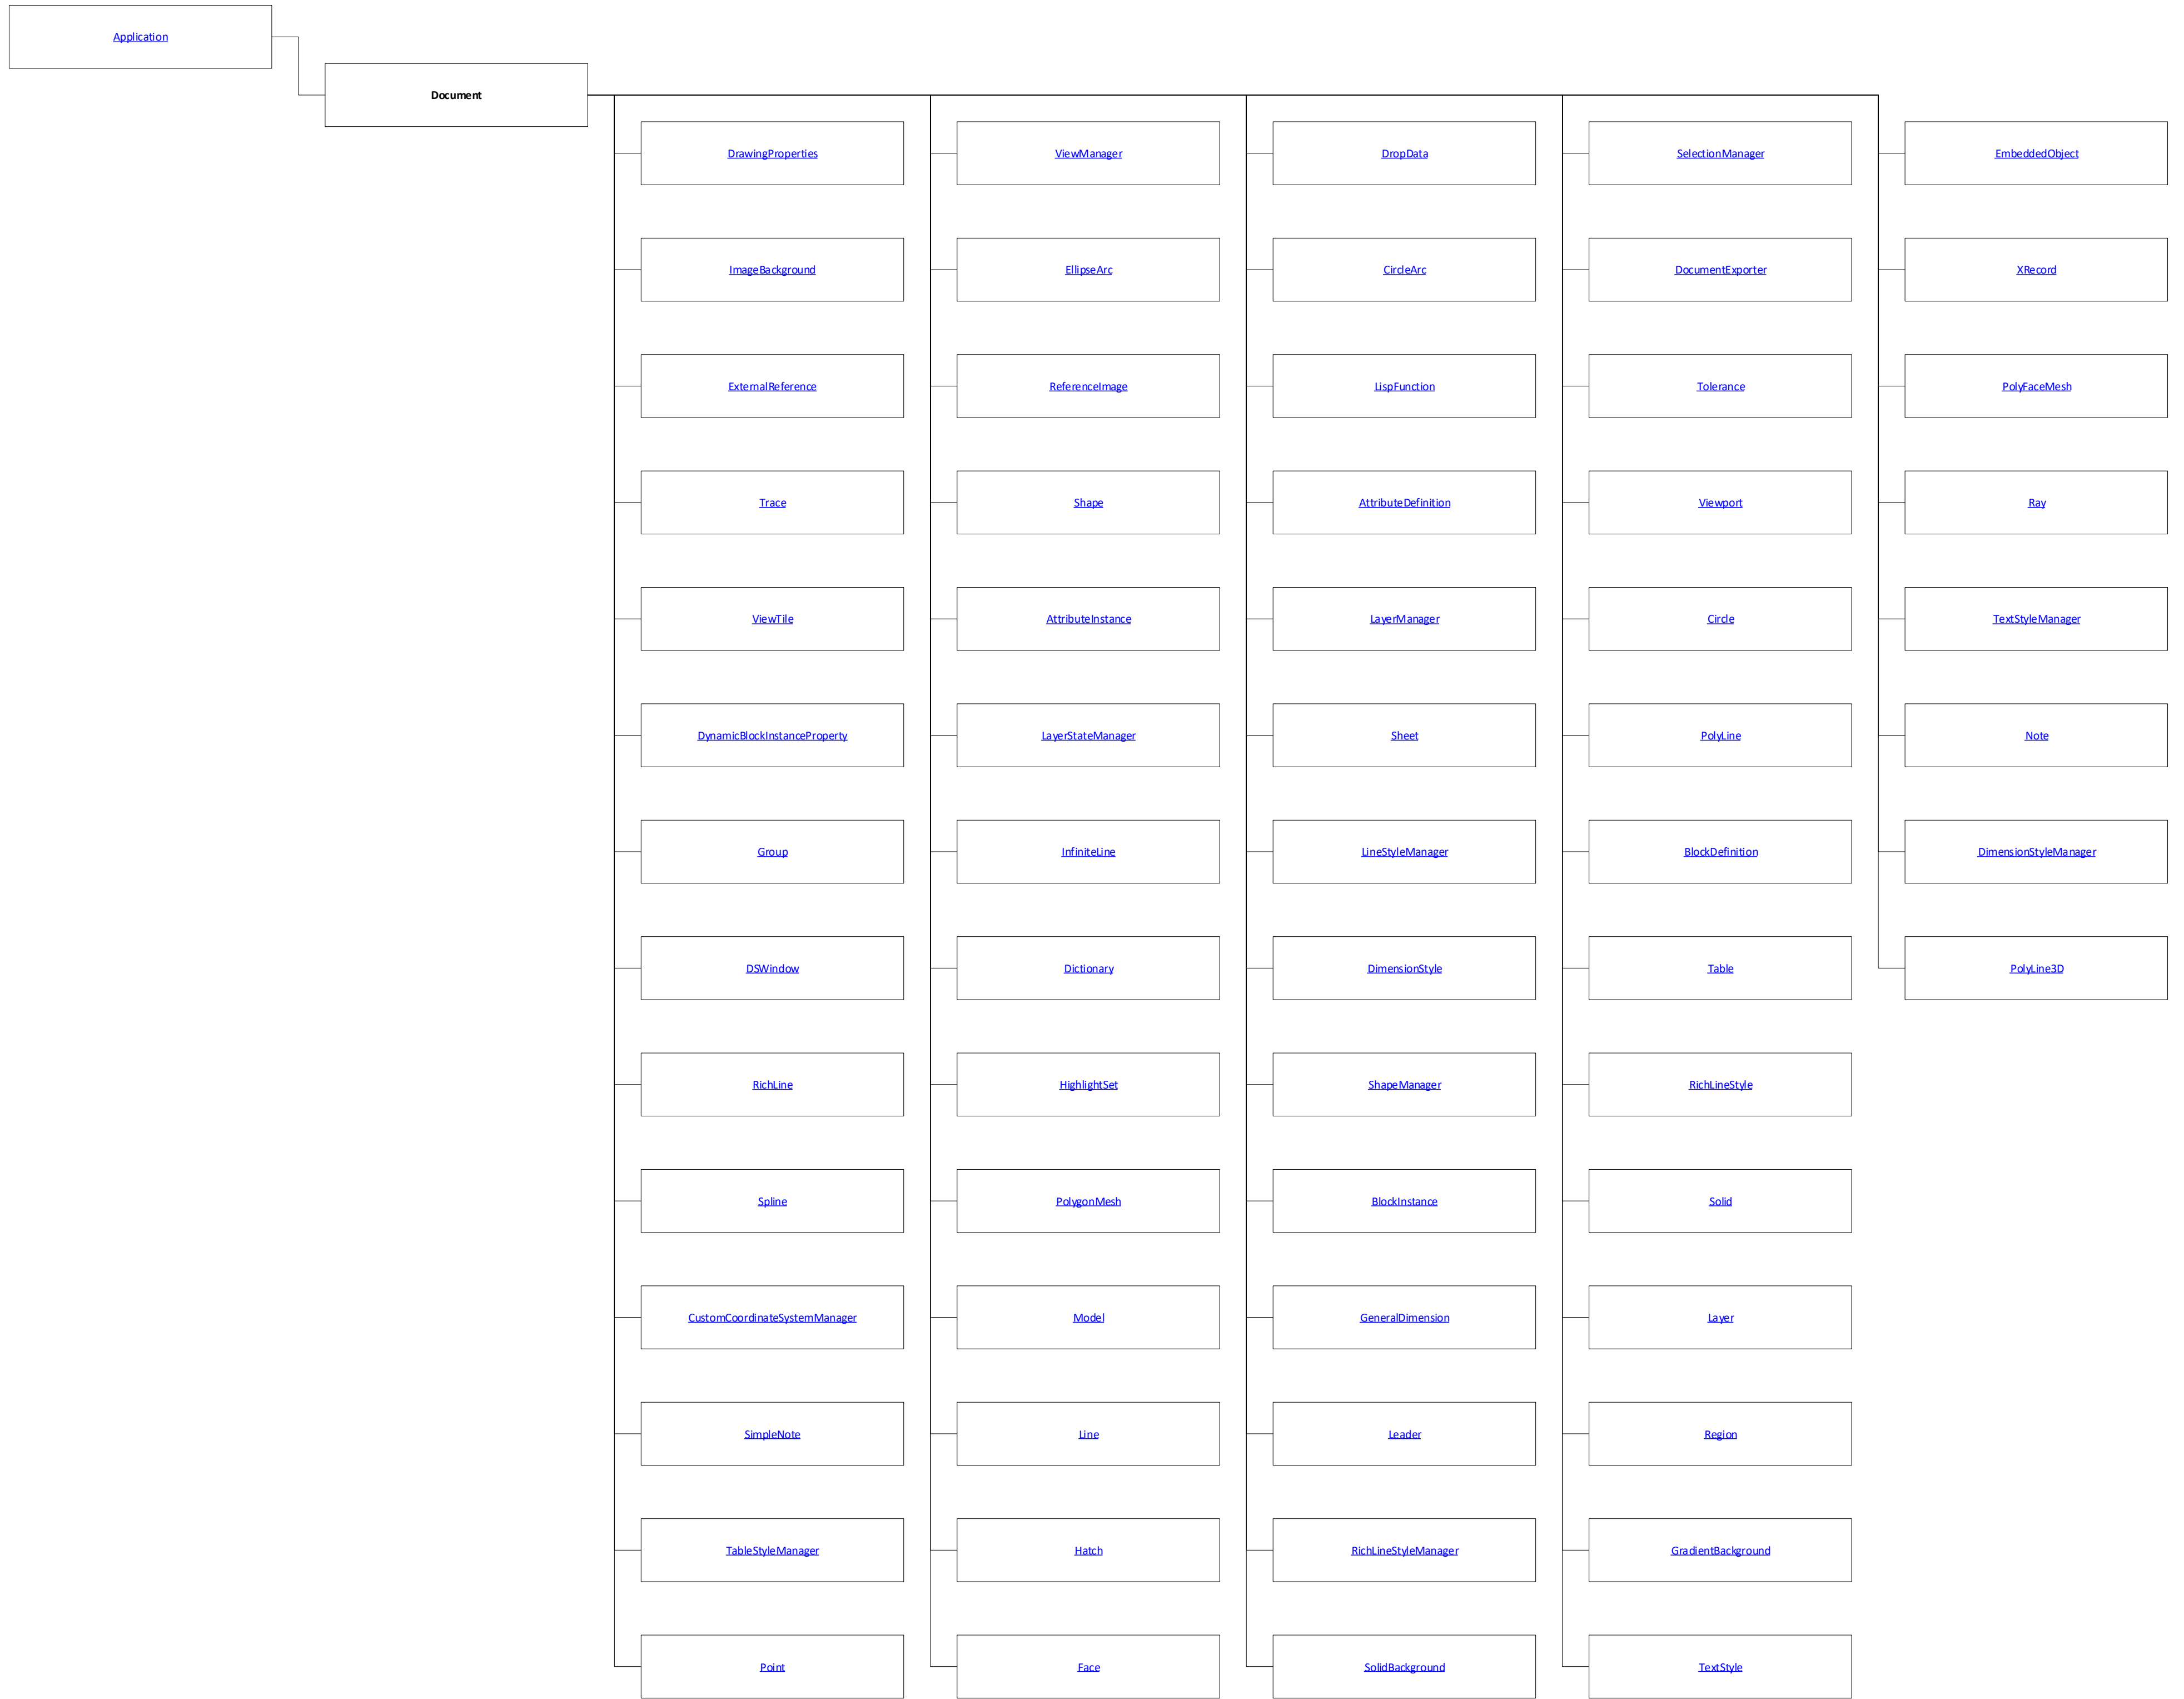 Application
Document
DrawingProperties
ViewManager
DropData
SelectionManager
EmbeddedObject
ImageBackground
EllipseArc
CircleArc
DocumentExporter
XRecord
ExternalReference
ReferenceImage
LispFunction
Tolerance
PolyFaceMesh
Trace
Shape
AttributeDefinition
Viewport
Ray
ViewTile
AttributeInstance
LayerManager
Circle
TextStyleManager
DynamicBlockInstanceProperty
LayerStateManager
Sheet
PolyLine
Note
Group
InfiniteLine
LineStyleManager
BlockDefinition
DimensionStyleManager
DSWindow
Dictionary
DimensionStyle
Table
PolyLine3D
RichLine
HighlightSet
ShapeManager
RichLineStyle
Spline
PolygonMesh
BlockInstance
Solid
CustomCoordinateSystemManager
Model
GeneralDimension
Layer
SimpleNote
Line
Leader
Region
TableStyleManager
Hatch
RichLineStyleManager
GradientBackground
Point
Face
SolidBackground
TextStyle